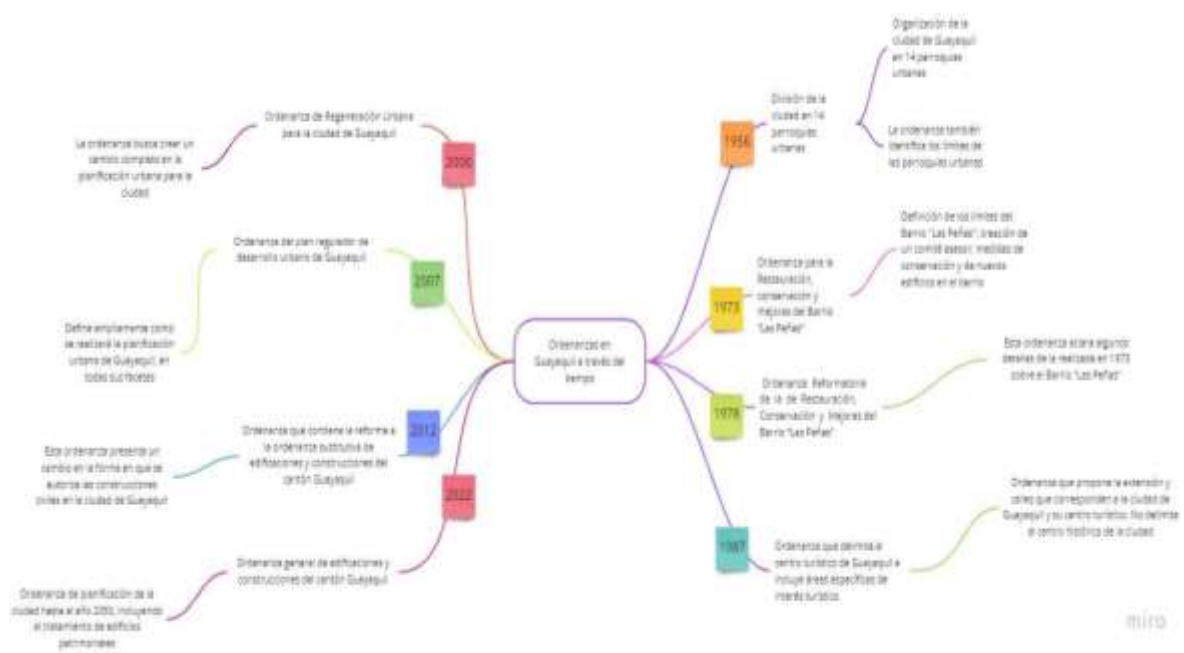 Ordenanzas en
Guayaquil a través del
tiempo
1956
División de la
ciudad en 14
parroquias
urbanas
Organización de la
ciudad de Guayaquil
en 14 parroquias
urbanas
La ordenanza también
identifica los límites de
las parroquias urbanas
1973
Ordenanza para la
Restauración,
conservación y
mejoras del Barrio
"Las Peñas"
Definición de los límites del
Barrio "Las Peñas", creación de
un comité asesor, medidas de
conservación y de nuevos
edificios en el barrio
1978
Ordenanza Reformatoria
de la de Restauración,
Conservación y Mejoras del
Barrio "Las Peñas"
Esta ordenanza aclara algunos
detalles de la realizada en 1973
sobre el Barrio "Las Peñas"
1987
Ordenanza que delimita el
centro turístico de Guayaquil e
incluye áreas específicas de
interés turístico
Ordenanza que propone la extensión y
calles que corresponden a la ciudad de
Guayaquil y su centro turístico. No delimita
el centro histórico de la ciudad
2000
Ordenanza de Regeneración Urbana
para la ciudad de Guayaquil
La ordenanza busca crear un
cambio completo en la
planificación urbana para la
ciudad
2007
Ordenanza del plan regulador de
desarrollo urbano de Guayaquil
Define ampliamente como
se realizará la planificación
urbana de Guayaquil, en
todas sus facetas
2012
Ordenanza que contiene la reforma a
la ordenanza sustitutiva de
edificaciones y construcciones del
cantón Guayaquil
Esta ordenanza presenta un
cambio en la forma en que se
autoriza las construcciones
civiles en la ciudad de Guayaquil
2022
Ordenanza general de edificaciones y
construcciones del cantón Guayaquil
Ordenanza de planificación de la
ciudad hasta el año 2050, incluyendo
el tratamiento de edificios
patrimoniales
miro